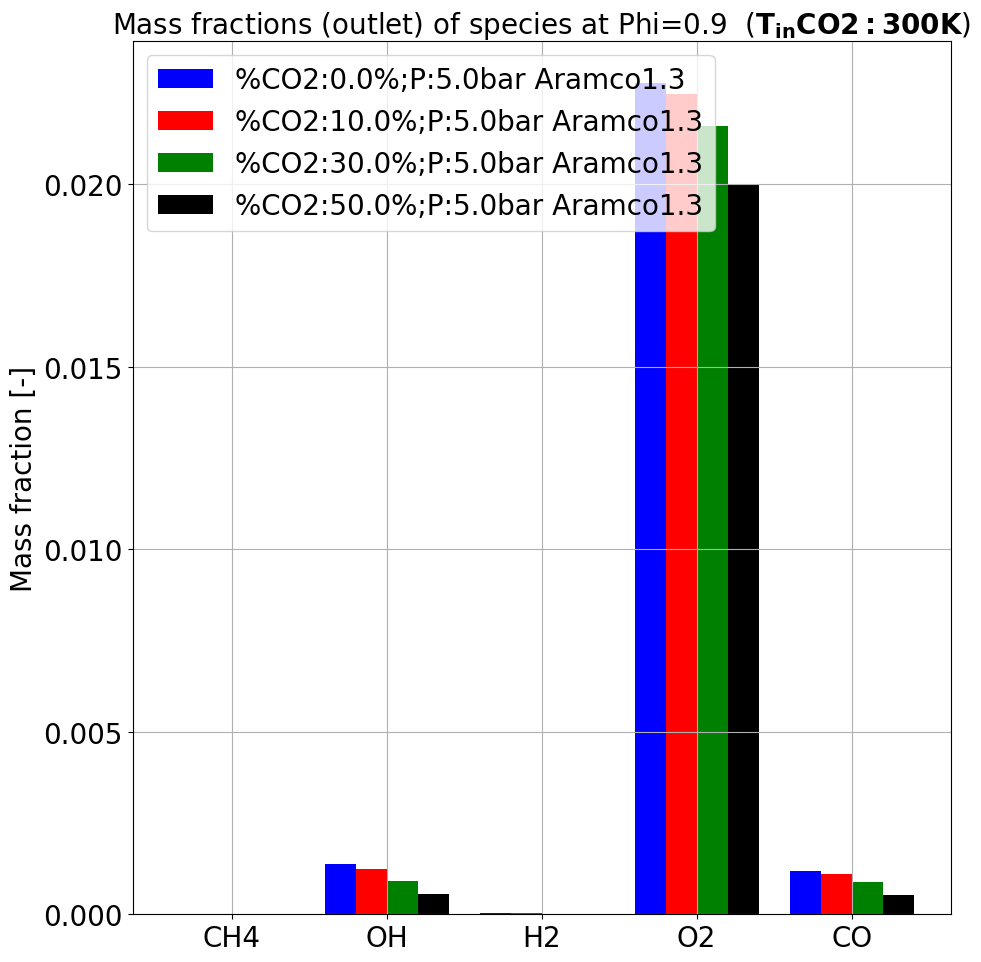 Mass fractions (outlet) of species at Phi=0.9 (TinCO2 : 300K)
%CO2:0.0%;P:5.0bar Aramco1.3
%CO2:10.0%;P:5.0bar Aramco1.3
%CO2:30.0%;P:5.0bar Aramco1.3
%CO2:50.0%;P:5.0bar Aramco1.3
Mass fraction [-]
0.020
0.015
0.010
0.005
0.000
CH4 OH H2 O2 CO